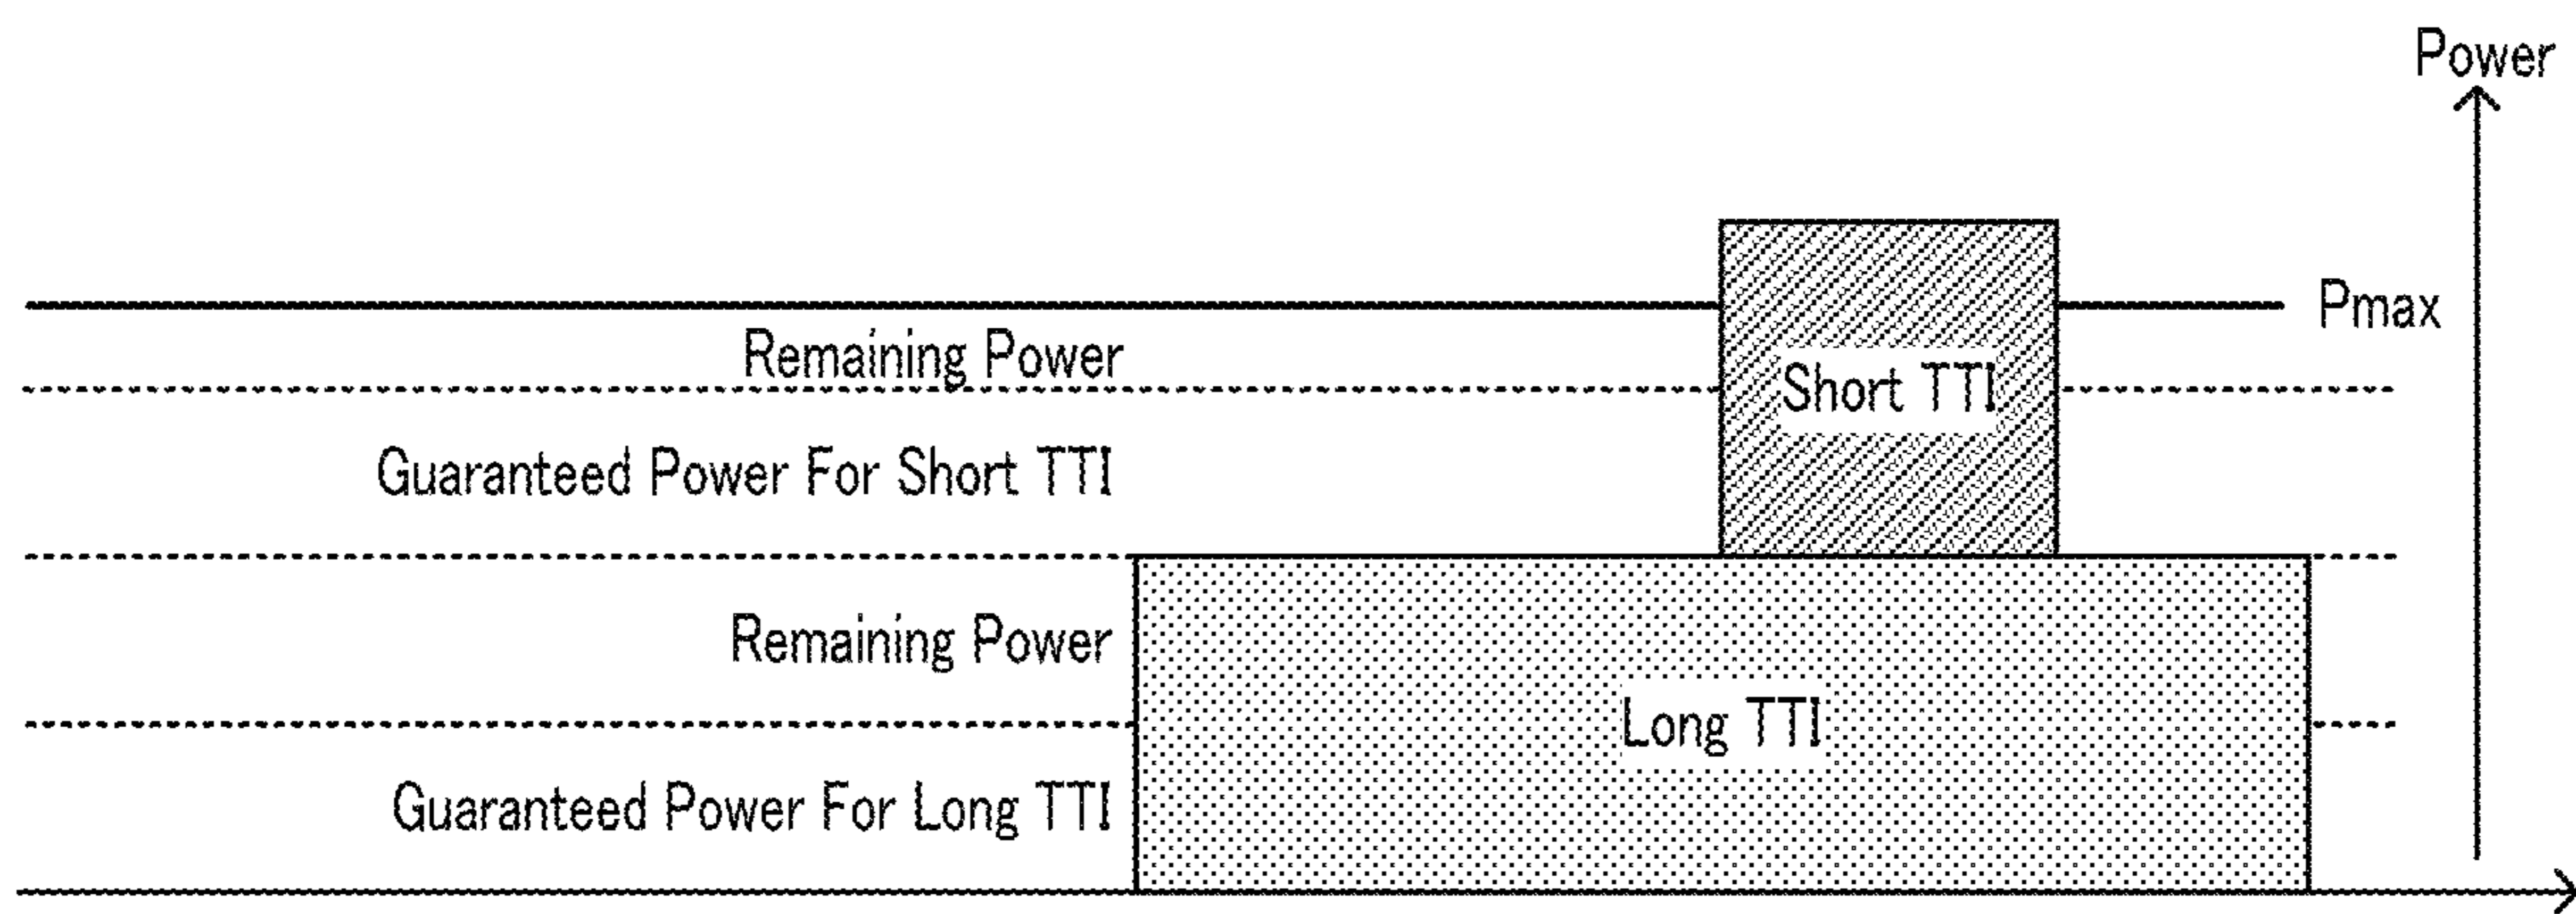 Power
Pmax
Remaining Power
Short TTI
Guaranteed Power For Short TTI
Remaining Power
Long TTI
Guaranteed Power For Long TTI